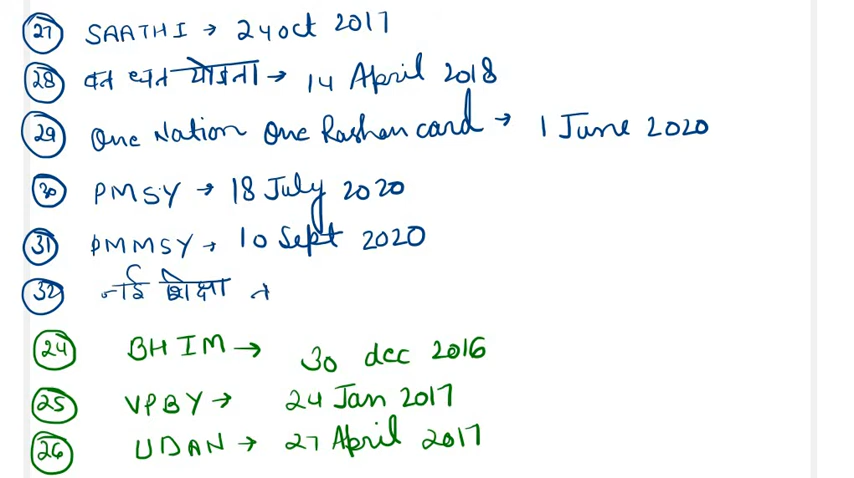 27 SAATHI → 24 oct 2017
28 वन धन योजना → 14 April 2018
29 One Nation One Rashan card → 1 June 2020
30 PMSY → 18 July 2020
31 PMMSY → 10 Sept 2020
32 नई शिक्षा न
24 BHIM → 30 dec 2016
25 VPBY → 24 Jan 2017
26 UDAN → 27 April 2017